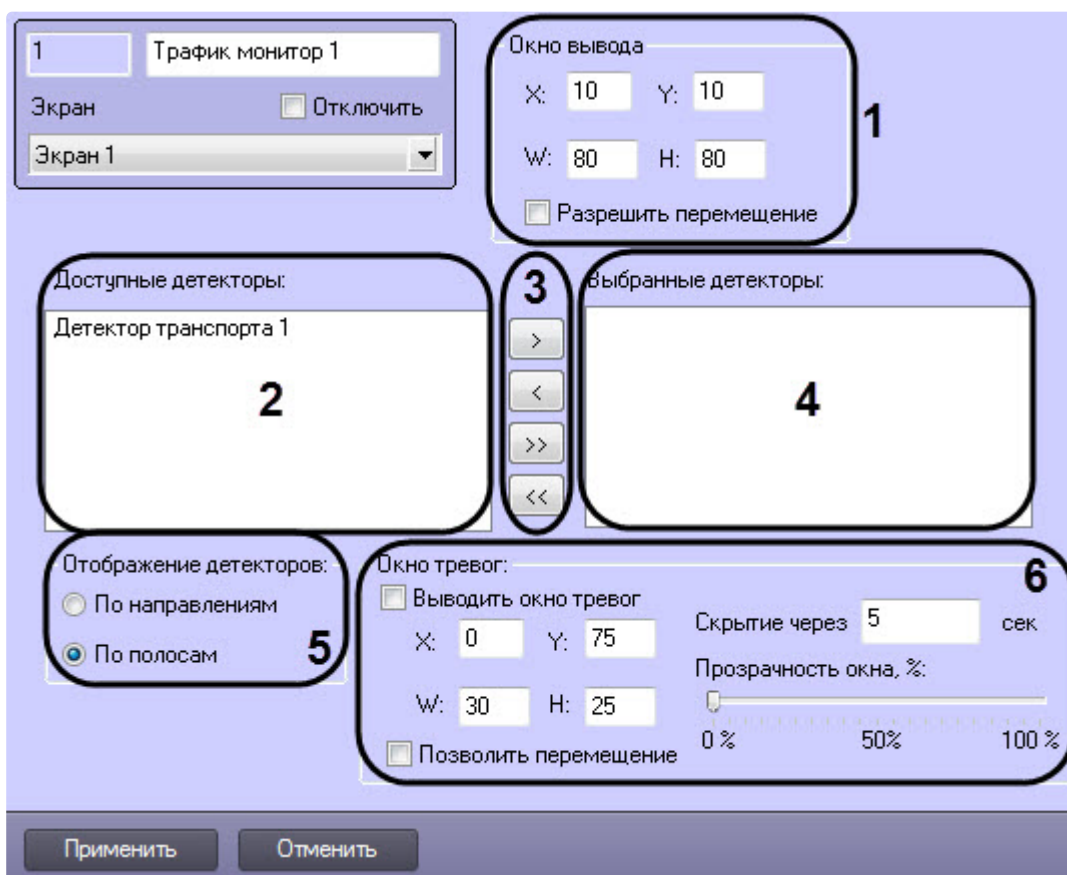 1
Трафик монитор 1
Экран
Отключить
Экран 1
Окно вывода
X: 10 Y: 10
W: 80 H: 80
Разрешить перемещение
1
Доступные детекторы:
Детектор транспорта 1
2
3
>
<
>>
<<
Выбранные детекторы:
4
Отображение детекторов:
По направлениям
По полосам
5
Окно тревог:
6
Выводить окно тревог
X: 0 Y: 75
W: 30 H: 25
Позволить перемещение
Скрытие через 5 сек
Прозрачность окна, %:
0 % 50% 100 %
Применить
Отменить